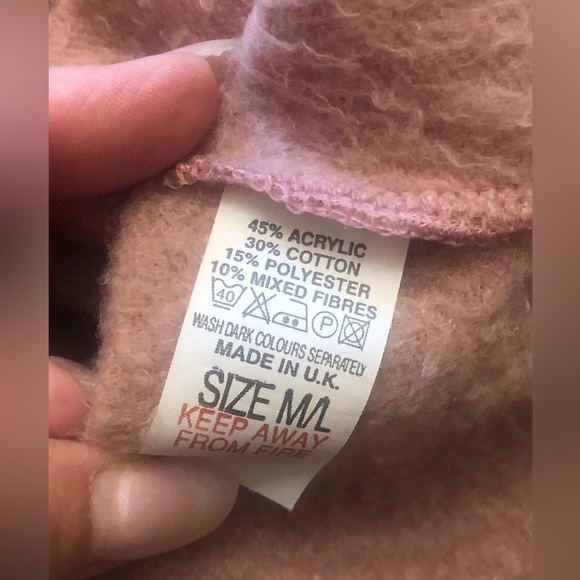 45% ACRYLIC
30% COTTON
15% POLYESTER
10% MIXED FIBRES
40 P
WASH DARK COLOURS SEPARATELY
MADE IN U.K.
SIZE M/L
KEEP AWAY
FROM FIRE